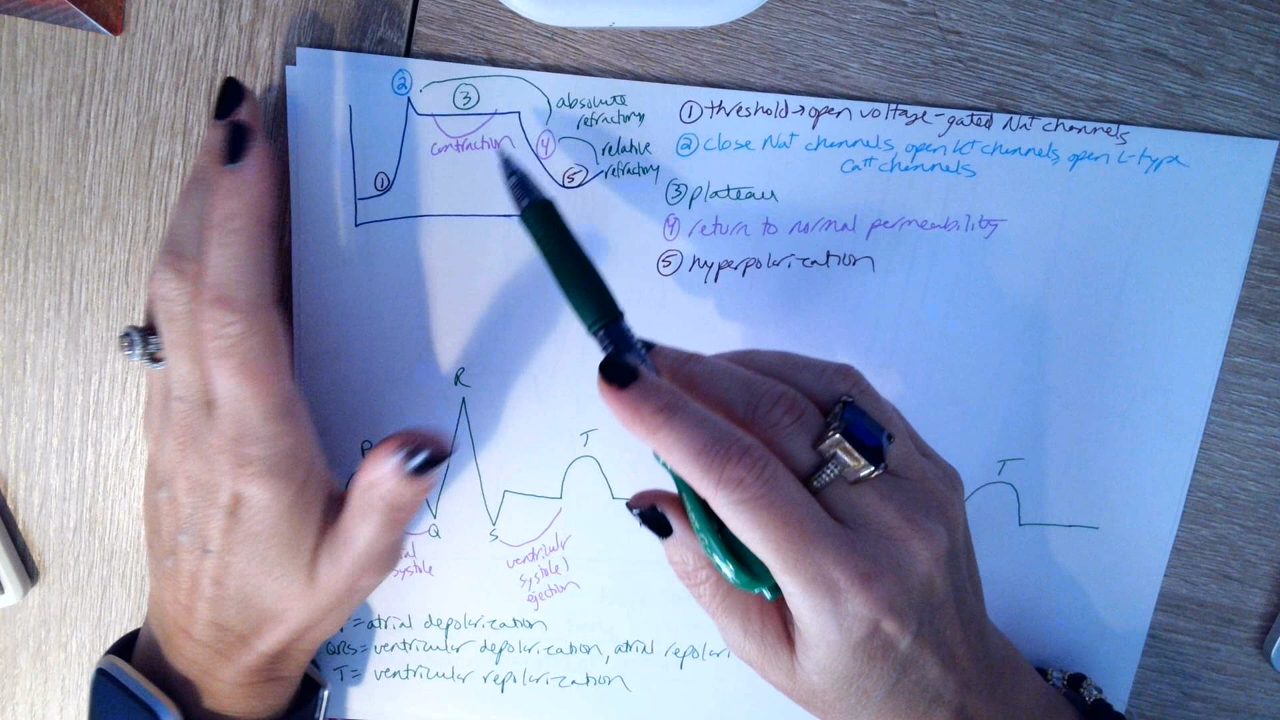 ②
③
absolute
refractory
contraction
④
relative
refractory
①
⑤
① threshold → open voltage-gated Na+ channels
② close Na+ channels, open K+ channels, open L-type
Ca++ channels
③ plateau
④ return to normal permeability
⑤ hyperpolarization
R
P
T
T
Q
S
ventricular
systole)
ejection
= atrial depolarization
QRS = ventricular depolarization, atrial repolari
T = ventricular repolarization